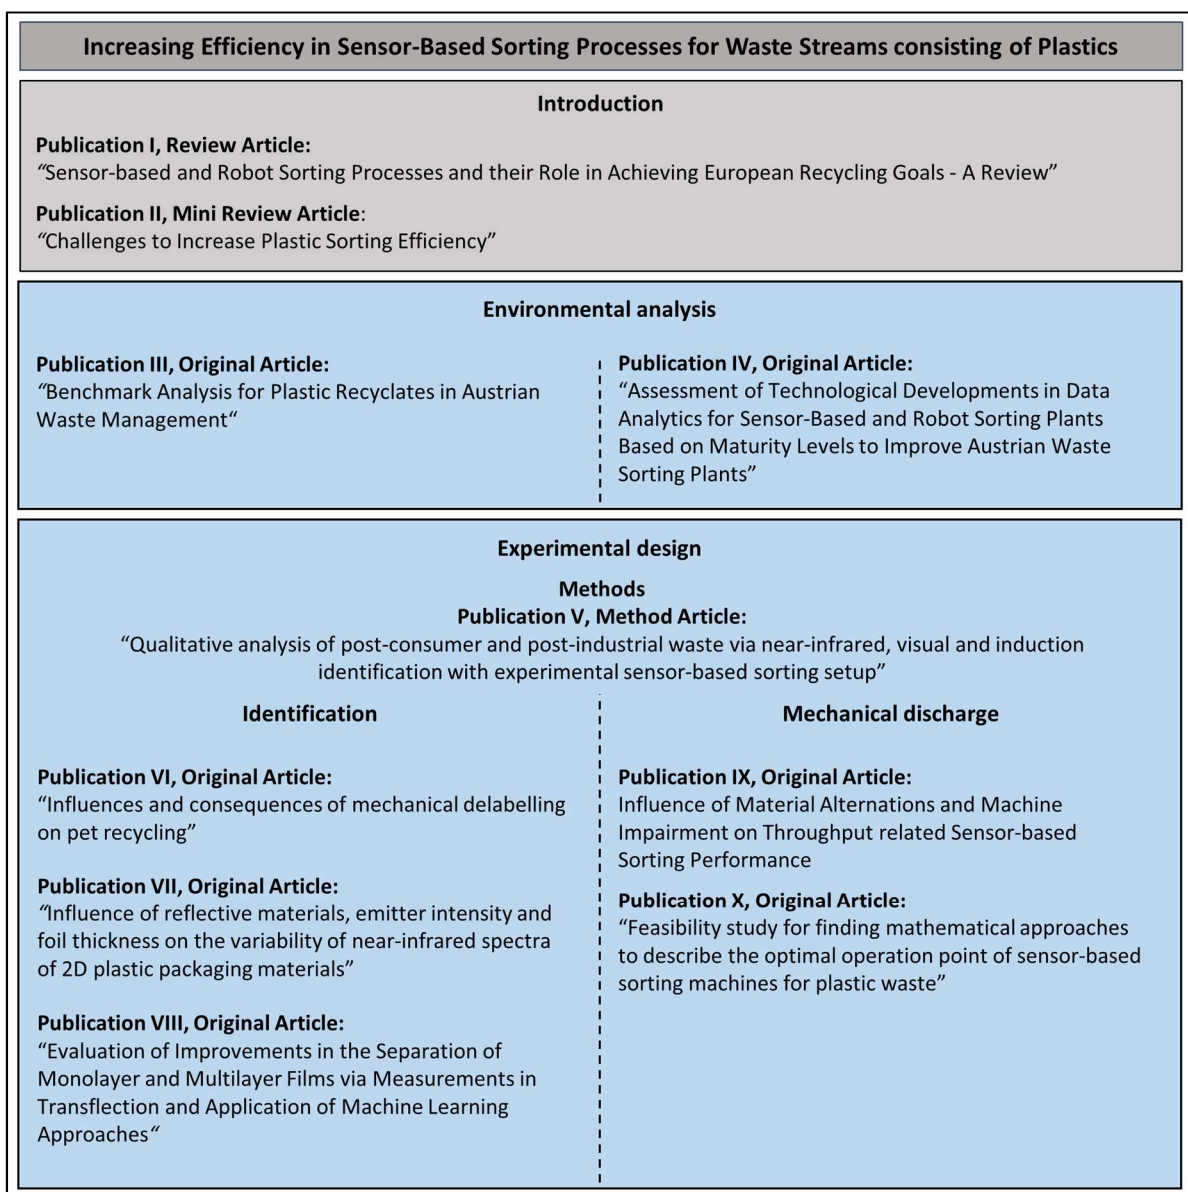 Increasing Efficiency in Sensor-Based Sorting Processes for Waste Streams consisting of Plastics
Introduction
Publication I, Review Article:
“Sensor-based and Robot Sorting Processes and their Role in Achieving European Recycling Goals - A Review”
Publication II, Mini Review Article:
“Challenges to Increase Plastic Sorting Efficiency”
Environmental analysis
Publication III, Original Article:
“Benchmark Analysis for Plastic Recyclates in Austrian
Waste Management“
Publication IV, Original Article:
“Assessment of Technological Developments in Data
Analytics for Sensor-Based and Robot Sorting Plants
Based on Maturity Levels to Improve Austrian Waste
Sorting Plants”
Experimental design
Methods
Publication V, Method Article:
“Qualitative analysis of post-consumer and post-industrial waste via near-infrared, visual and induction
identification with experimental sensor-based sorting setup”
Identification
Publication VI, Original Article:
“Influences and consequences of mechanical delabelling
on pet recycling”
Publication VII, Original Article:
“Influence of reflective materials, emitter intensity and
foil thickness on the variability of near-infrared spectra
of 2D plastic packaging materials”
Publication VIII, Original Article:
“Evaluation of Improvements in the Separation of
Monolayer and Multilayer Films via Measurements in
Transflection and Application of Machine Learning
Approaches“
Mechanical discharge
Publication IX, Original Article:
Influence of Material Alternations and Machine
Impairment on Throughput related Sensor-based
Sorting Performance
Publication X, Original Article:
“Feasibility study for finding mathematical approaches
to describe the optimal operation point of sensor-based
sorting machines for plastic waste”